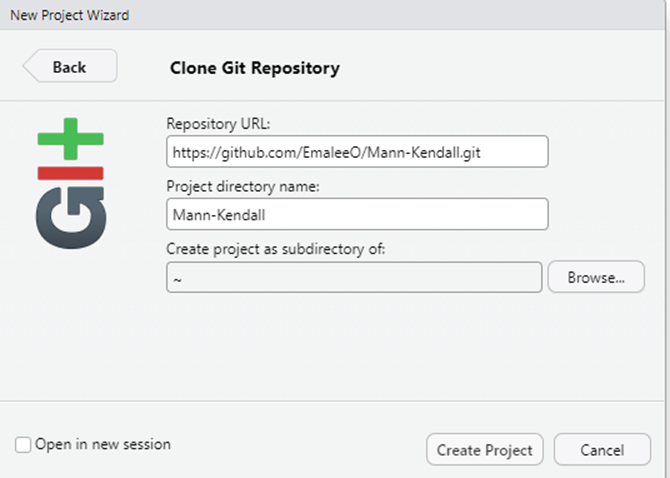 New Project Wizard
Back
Clone Git Repository
GIt
Repository URL:
https://github.com/EmaleeO/Mann-Kendall.git
Project directory name:
Mann-Kendall
Create project as subdirectory of:
~
Browse...
Open in new session
Create Project
Cancel